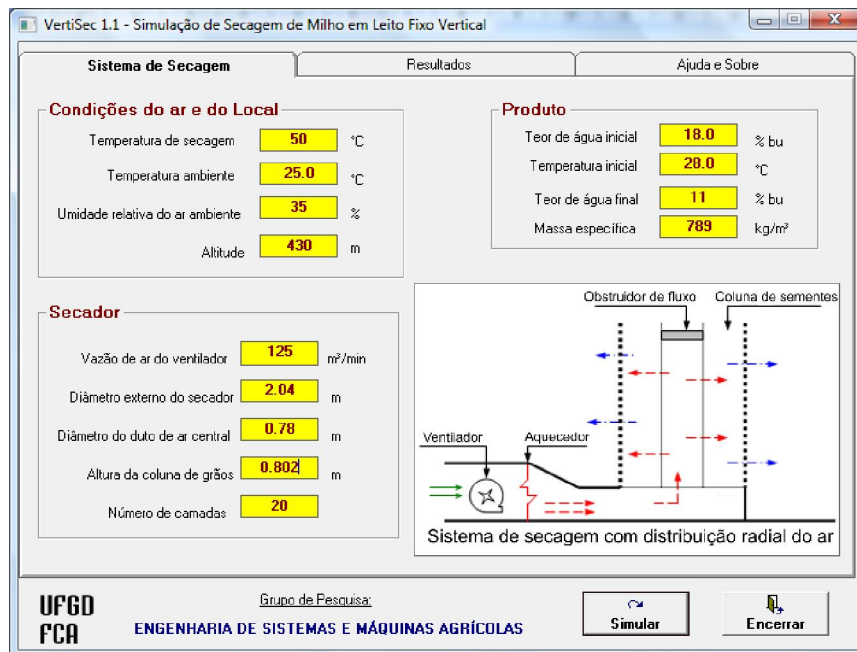 VertiSec 1.1 - Simulação de Secagem de Milho em Leito Fixo Vertical
Sistema de Secagem
Resultados
Ajuda e Sobre
Condições do ar e do Local
Temperatura de secagem 50 °C
Temperatura ambiente 25.0 °C
Umidade relativa do ar ambiente 35 %
Altitude 430 m
Produto
Teor de água inicial 18.0 % bu
Temperatura inicial 28.0 °C
Teor de água final 11 % bu
Massa específica 789 kg/m³
Secador
Vazão de ar do ventilador 125 m³/min
Diâmetro externo do secador 2.04 m
Diâmetro do duto de ar central 0.78 m
Altura da coluna de grãos 0.802 m
Número de camadas 20
Obstruidor de fluxo
Coluna de sementes
Ventilador
Aquecedor
Sistema de secagem com distribuição radial do ar
UFGD
FCA
Grupo de Pesquisa:
ENGENHARIA DE SISTEMAS E MÁQUINAS AGRÍCOLAS
Simular
Encerrar